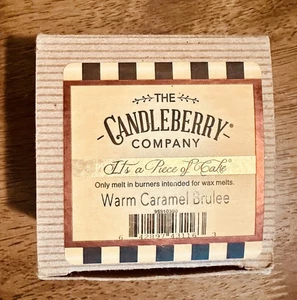 THE
CANDLEBERRY®
COMPANY
It's a Piece of Cake®
Only melt in burners intended for wax melts.
Warm Caramel Brulee